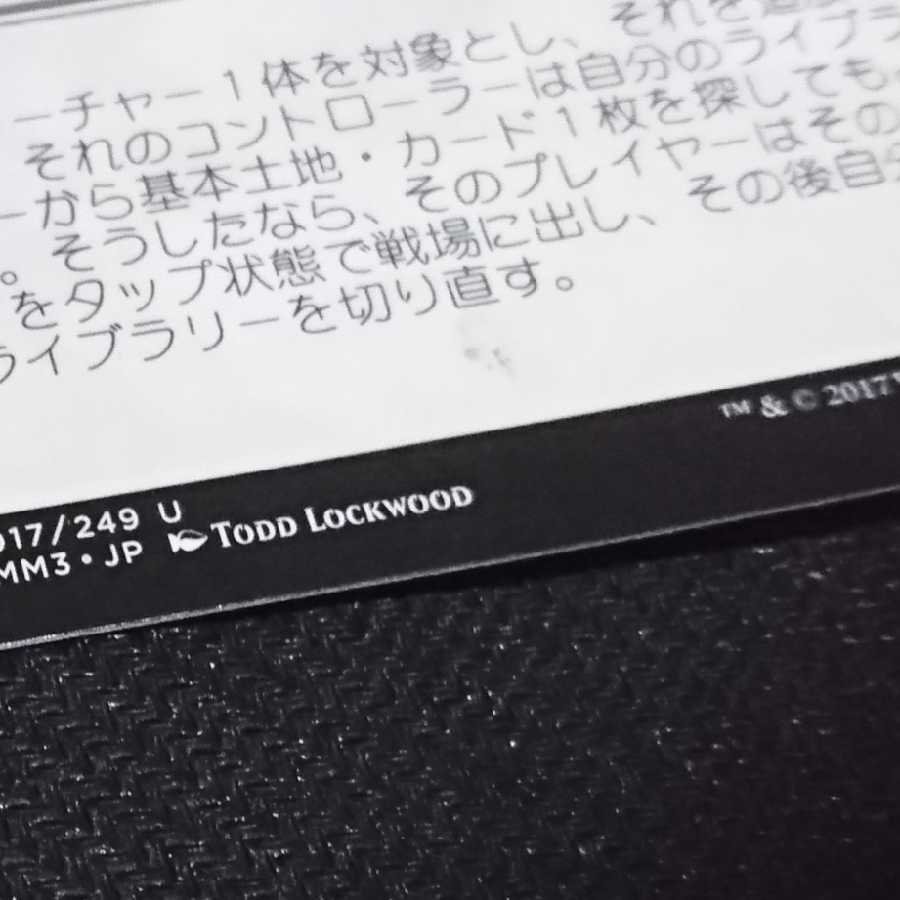 ーチャー1体を対象とし、それを追放
それのコントローラーは自分のライブラ
ーから基本土地・カード1枚を探しても
。そうしたなら、そのプレイヤーはその
をタップ状態で戦場に出し、その後自分
ライブラリーを切り直す。
™ & © 2017
017/249 U
MM3・JP TODD LOCKWOOD